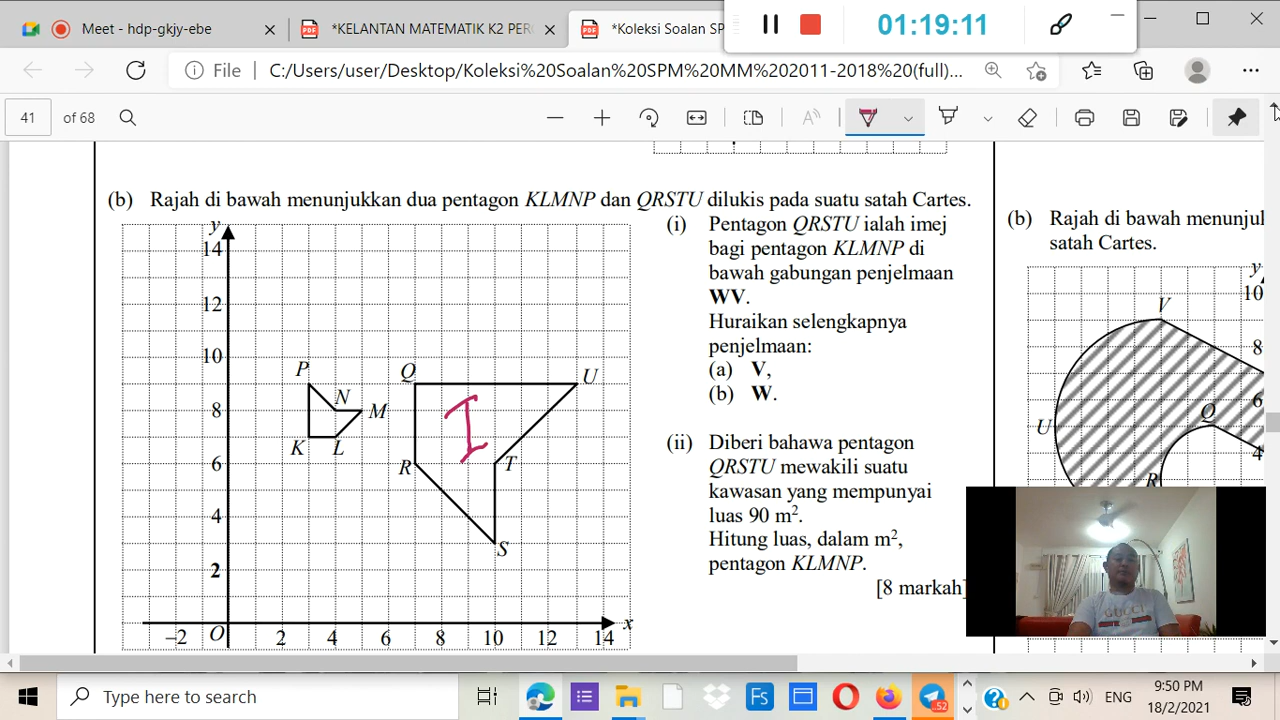 Meet - hdp-gkjy-ebe
*KELANTAN MATEMATIK K2 PER
*Koleksi Soalan SP
01:19:11
File
C:/Users/user/Desktop/Koleksi%20Soalan%20SPM%20MM%202011-2018%20(full)...
41 of 68
(b) Rajah di bawah menunjukkan dua pentagon KLMNP dan QRSTU dilukis pada suatu satah Cartes.
y
14
12
10
8
6
4
2
−2 O 2 4 6 8 10 12 14 x
P
N
M
K
L
Q
U
I
R
T
S
(i) Pentagon QRSTU ialah imej
bagi pentagon KLMNP di
bawah gabungan penjelmaan
WV.
Huraikan selengkapnya
penjelmaan:
(a) V,
(b) W.
(ii) Diberi bahawa pentagon
QRSTU mewakili suatu
kawasan yang mempunyai
luas 90 m².
Hitung luas, dalam m²,
pentagon KLMNP.
[8 markah]
(b) Rajah di bawah menunjuk
satah Cartes.
y
10
V
8
6
Q
U
4
R
GUCCI
Type here to search
Fs
52
ENG
9:50 PM
18/2/2021